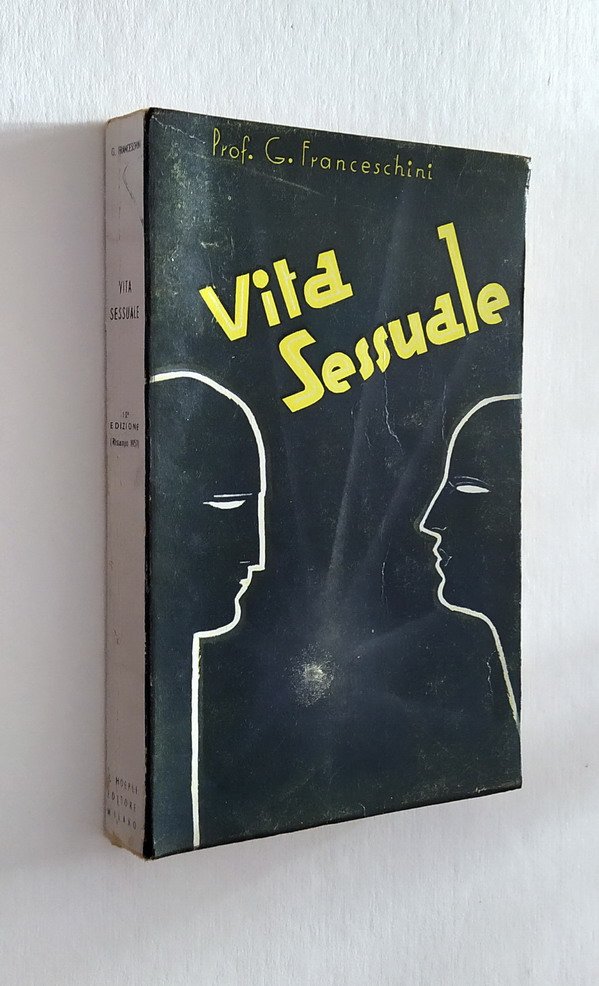 G. FRANCESCHINI
VITA
SESSUALE
EDIZIONE
HOEPLI
EDITORE
MILANO
Prof. G. Franceschini
Vita
Sessuale